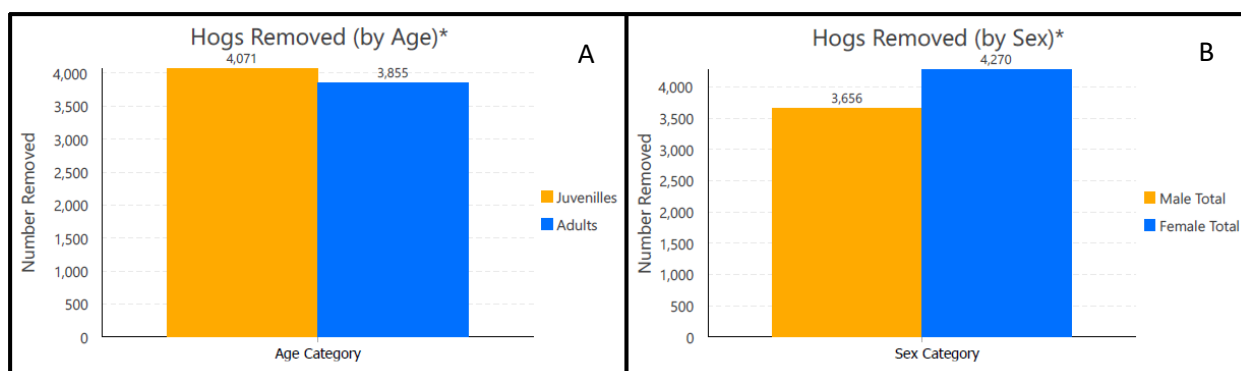 Hogs Removed (by Age)*
A
4,071
3,855
4,000
3,500
3,000
2,500
2,000
1,500
1,000
500
0
Number Removed
Age Category
Juvenilles
Adults
Hogs Removed (by Sex)*
B
4,270
3,656
4,000
3,500
3,000
2,500
2,000
1,500
1,000
500
0
Number Removed
Sex Category
Male Total
Female Total